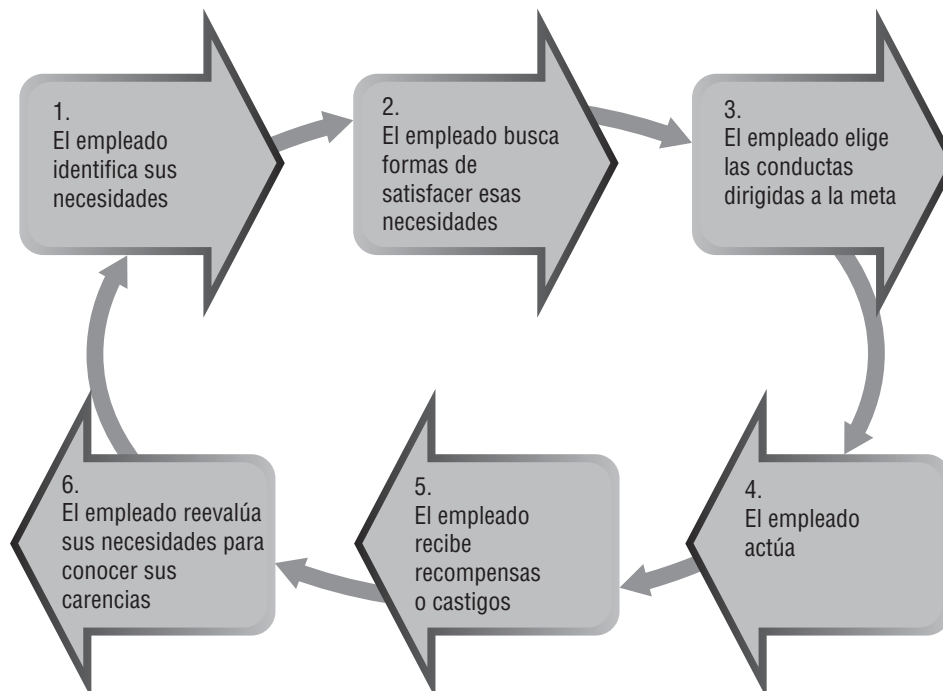 1.
El empleado
identifica sus
necesidades
2.
El empleado busca
formas de
satisfacer esas
necesidades
3.
El empleado elige
las conductas
dirigidas a la meta
4.
El empleado
actúa
5.
El empleado
recibe
recompensas
o castigos
6.
El empleado reevalúa
sus necesidades para
conocer sus
carencias